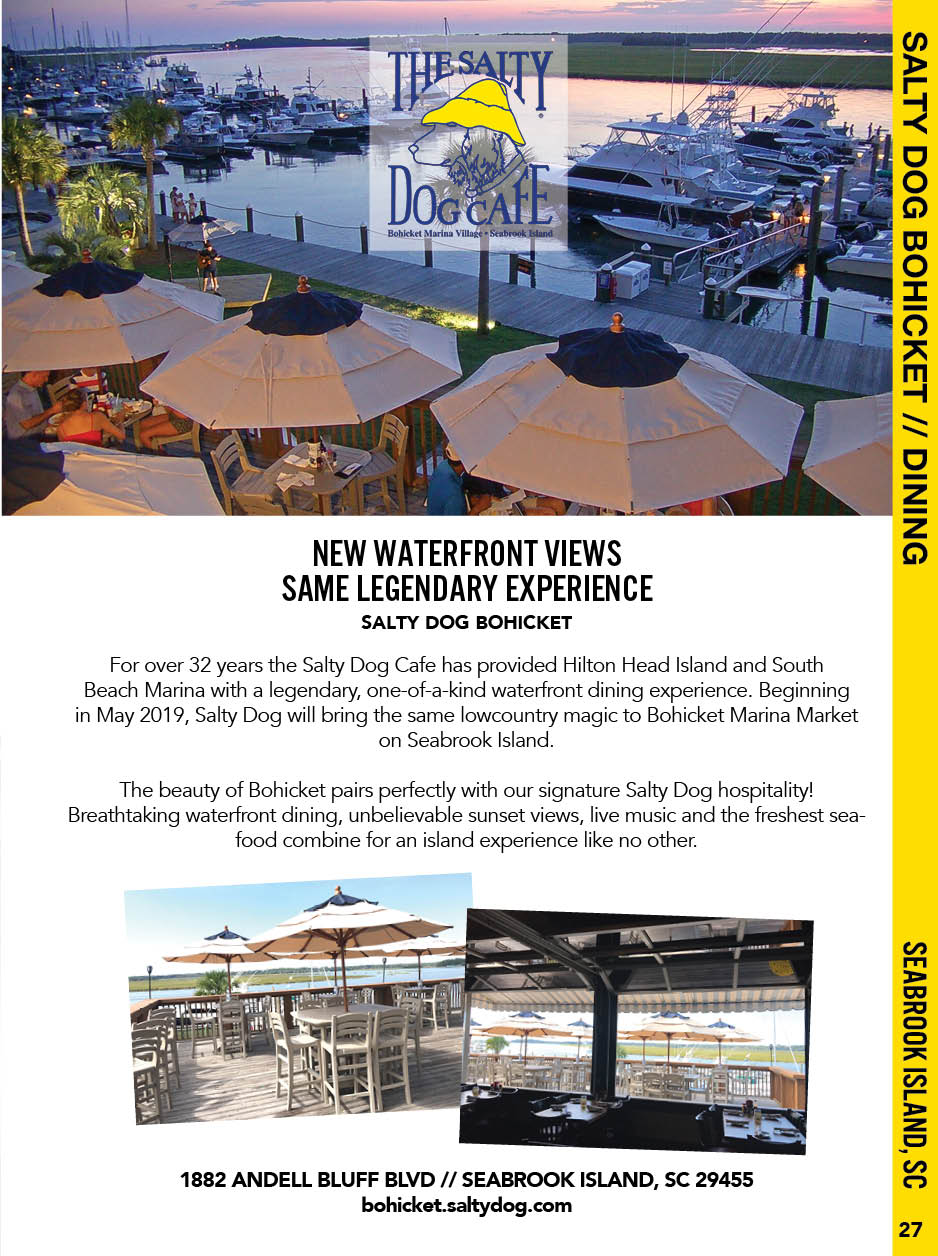 THE SALTY
DOG CAFE
Bohicket Marina Village • Seabrook Island
SALTY DOG BOHICKET // DINING
NEW WATERFRONT VIEWS
SAME LEGENDARY EXPERIENCE
SALTY DOG BOHICKET
For over 32 years the Salty Dog Cafe has provided Hilton Head Island and South
Beach Marina with a legendary, one-of-a-kind waterfront dining experience. Beginning
in May 2019, Salty Dog will bring the same lowcountry magic to Bohicket Marina Market
on Seabrook Island.
The beauty of Bohicket pairs perfectly with our signature Salty Dog hospitality!
Breathtaking waterfront dining, unbelievable sunset views, live music and the freshest sea-
food combine for an island experience like no other.
1882 ANDELL BLUFF BLVD // SEABROOK ISLAND, SC 29455
bohicket.saltydog.com
SEABROOK ISLAND, SC
27